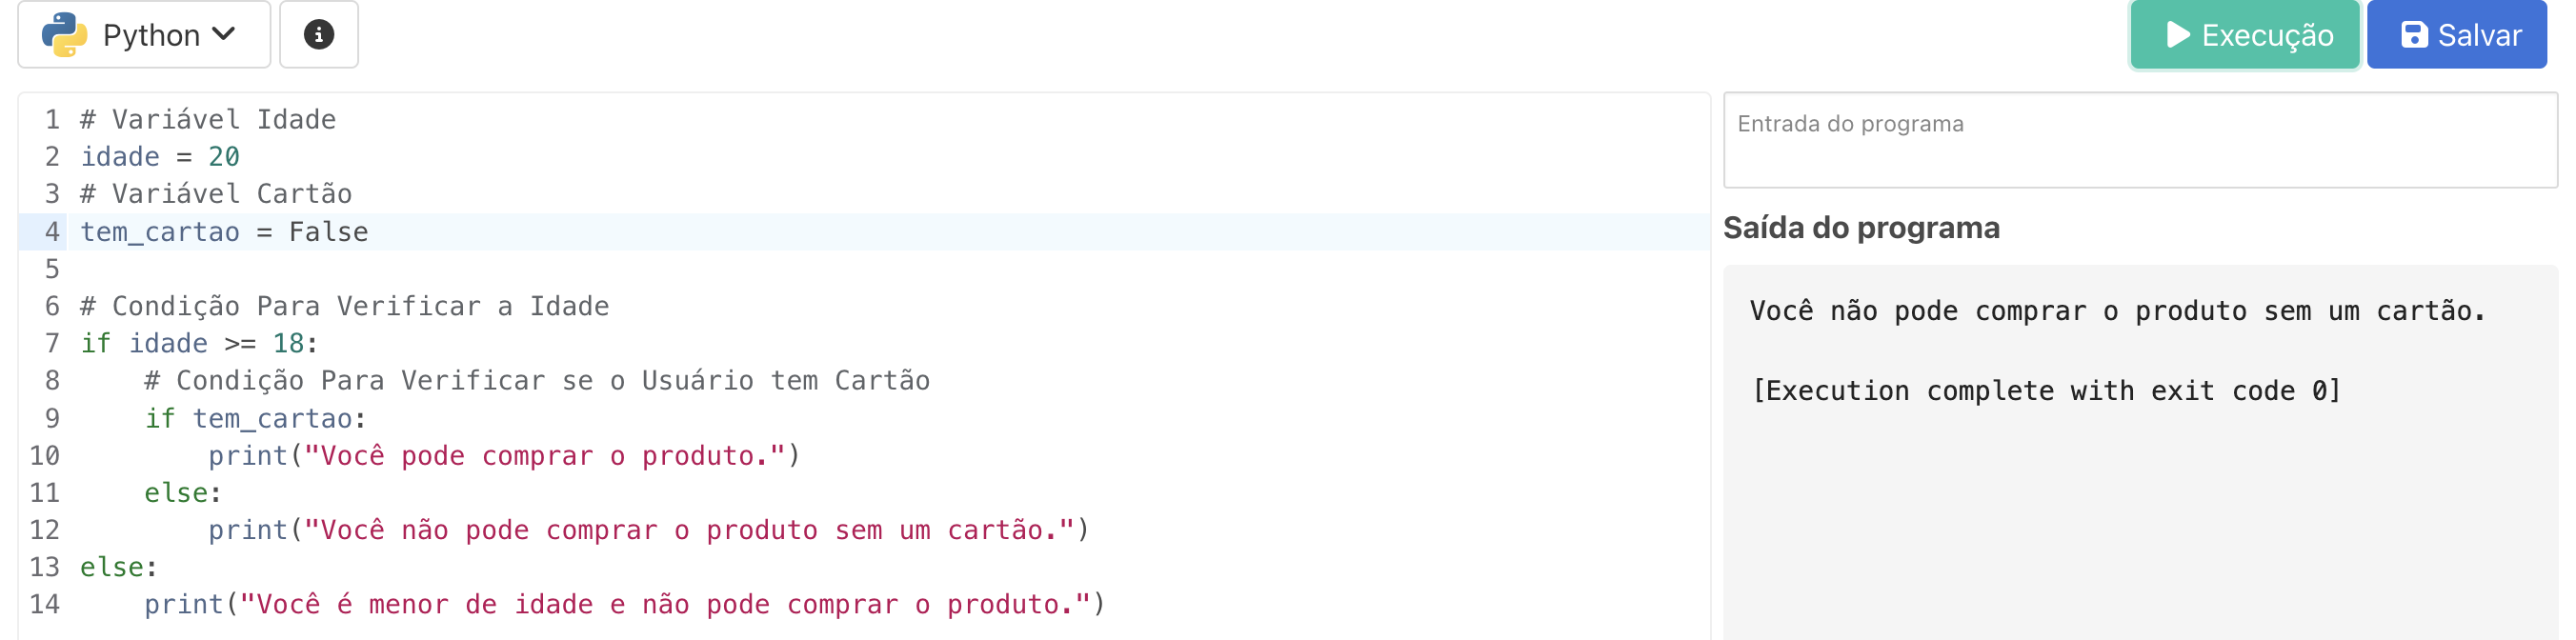 Python
Execução
Salvar
1 # Variável Idade
2 idade = 20
3 # Variável Cartão
4 tem_cartao = False
5
6 # Condição Para Verificar a Idade
7 if idade >= 18:
8     # Condição Para Verificar se o Usuário tem Cartão
9     if tem_cartao:
10         print("Você pode comprar o produto.")
11     else:
12         print("Você não pode comprar o produto sem um cartão.")
13 else:
14     print("Você é menor de idade e não pode comprar o produto.")
Entrada do programa
Saída do programa
Você não pode comprar o produto sem um cartão.
[Execution complete with exit code 0]